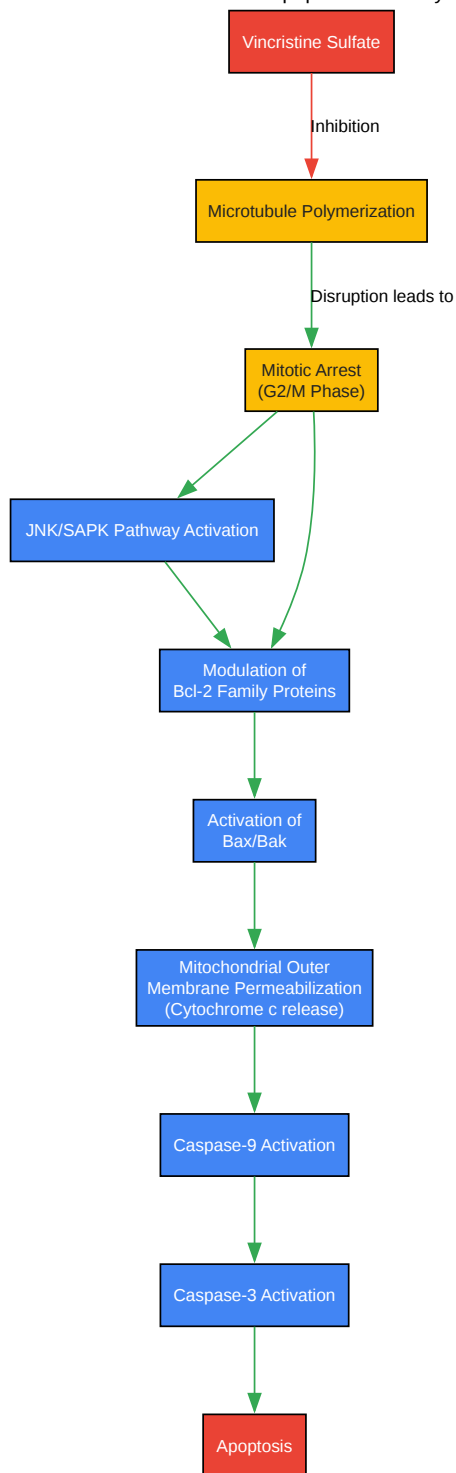 Vincristine Sulfate
Inhibition
Microtubule Polymerization
Disruption leads to
Mitotic Arrest
(G2/M Phase)
JNK/SAPK Pathway Activation
Modulation of
Bcl-2 Family Proteins
Activation of
Bax/Bak
Mitochondrial Outer
Membrane Permeabilization
(Cytochrome c release)
Caspase-9 Activation
Caspase-3 Activation
Apoptosis